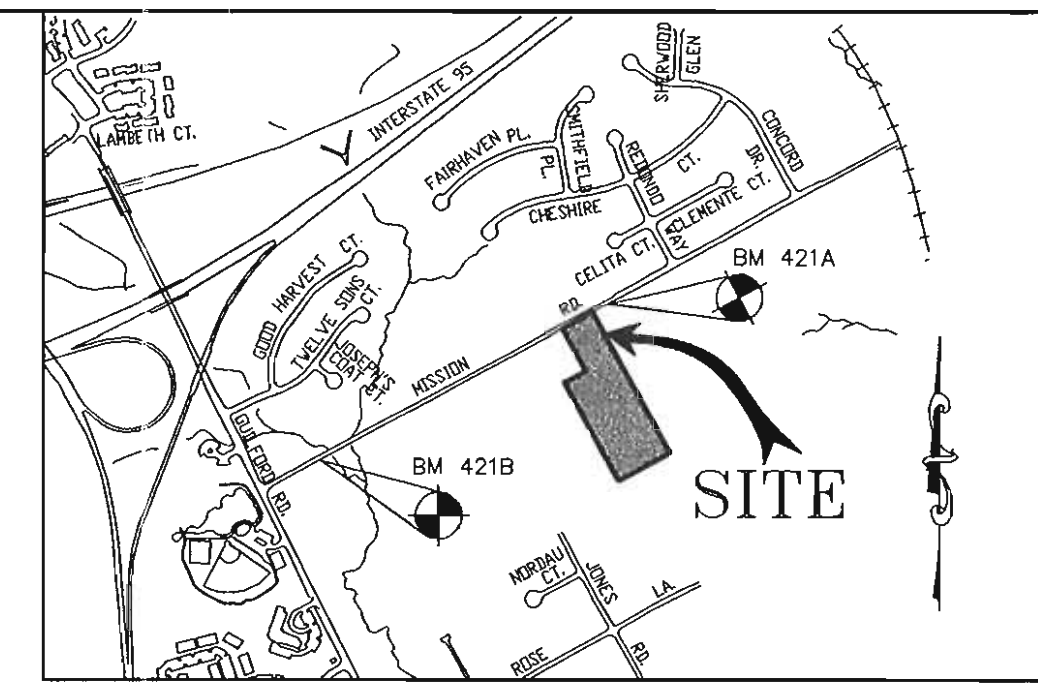 SHERWOOD
GLEN
INTERSTATE 95
LAMBETH CT.
CONCORD
DR.
SMITHFIELD
PL.
FAIRHAVEN PL.
REDONDO
CT.
CHESHIRE
CLEMENTE CT.
WAY
CELITA CT.
BM 421A
GOOD HARVEST CT.
TWELVE SONS
CT.
JOSEPH'S
COAT CT.
RD.
MISSION
GUILFORD
RD.
BM 421B
SITE
NORDAU
CT.
JONES
RD.
ROSE
LA.